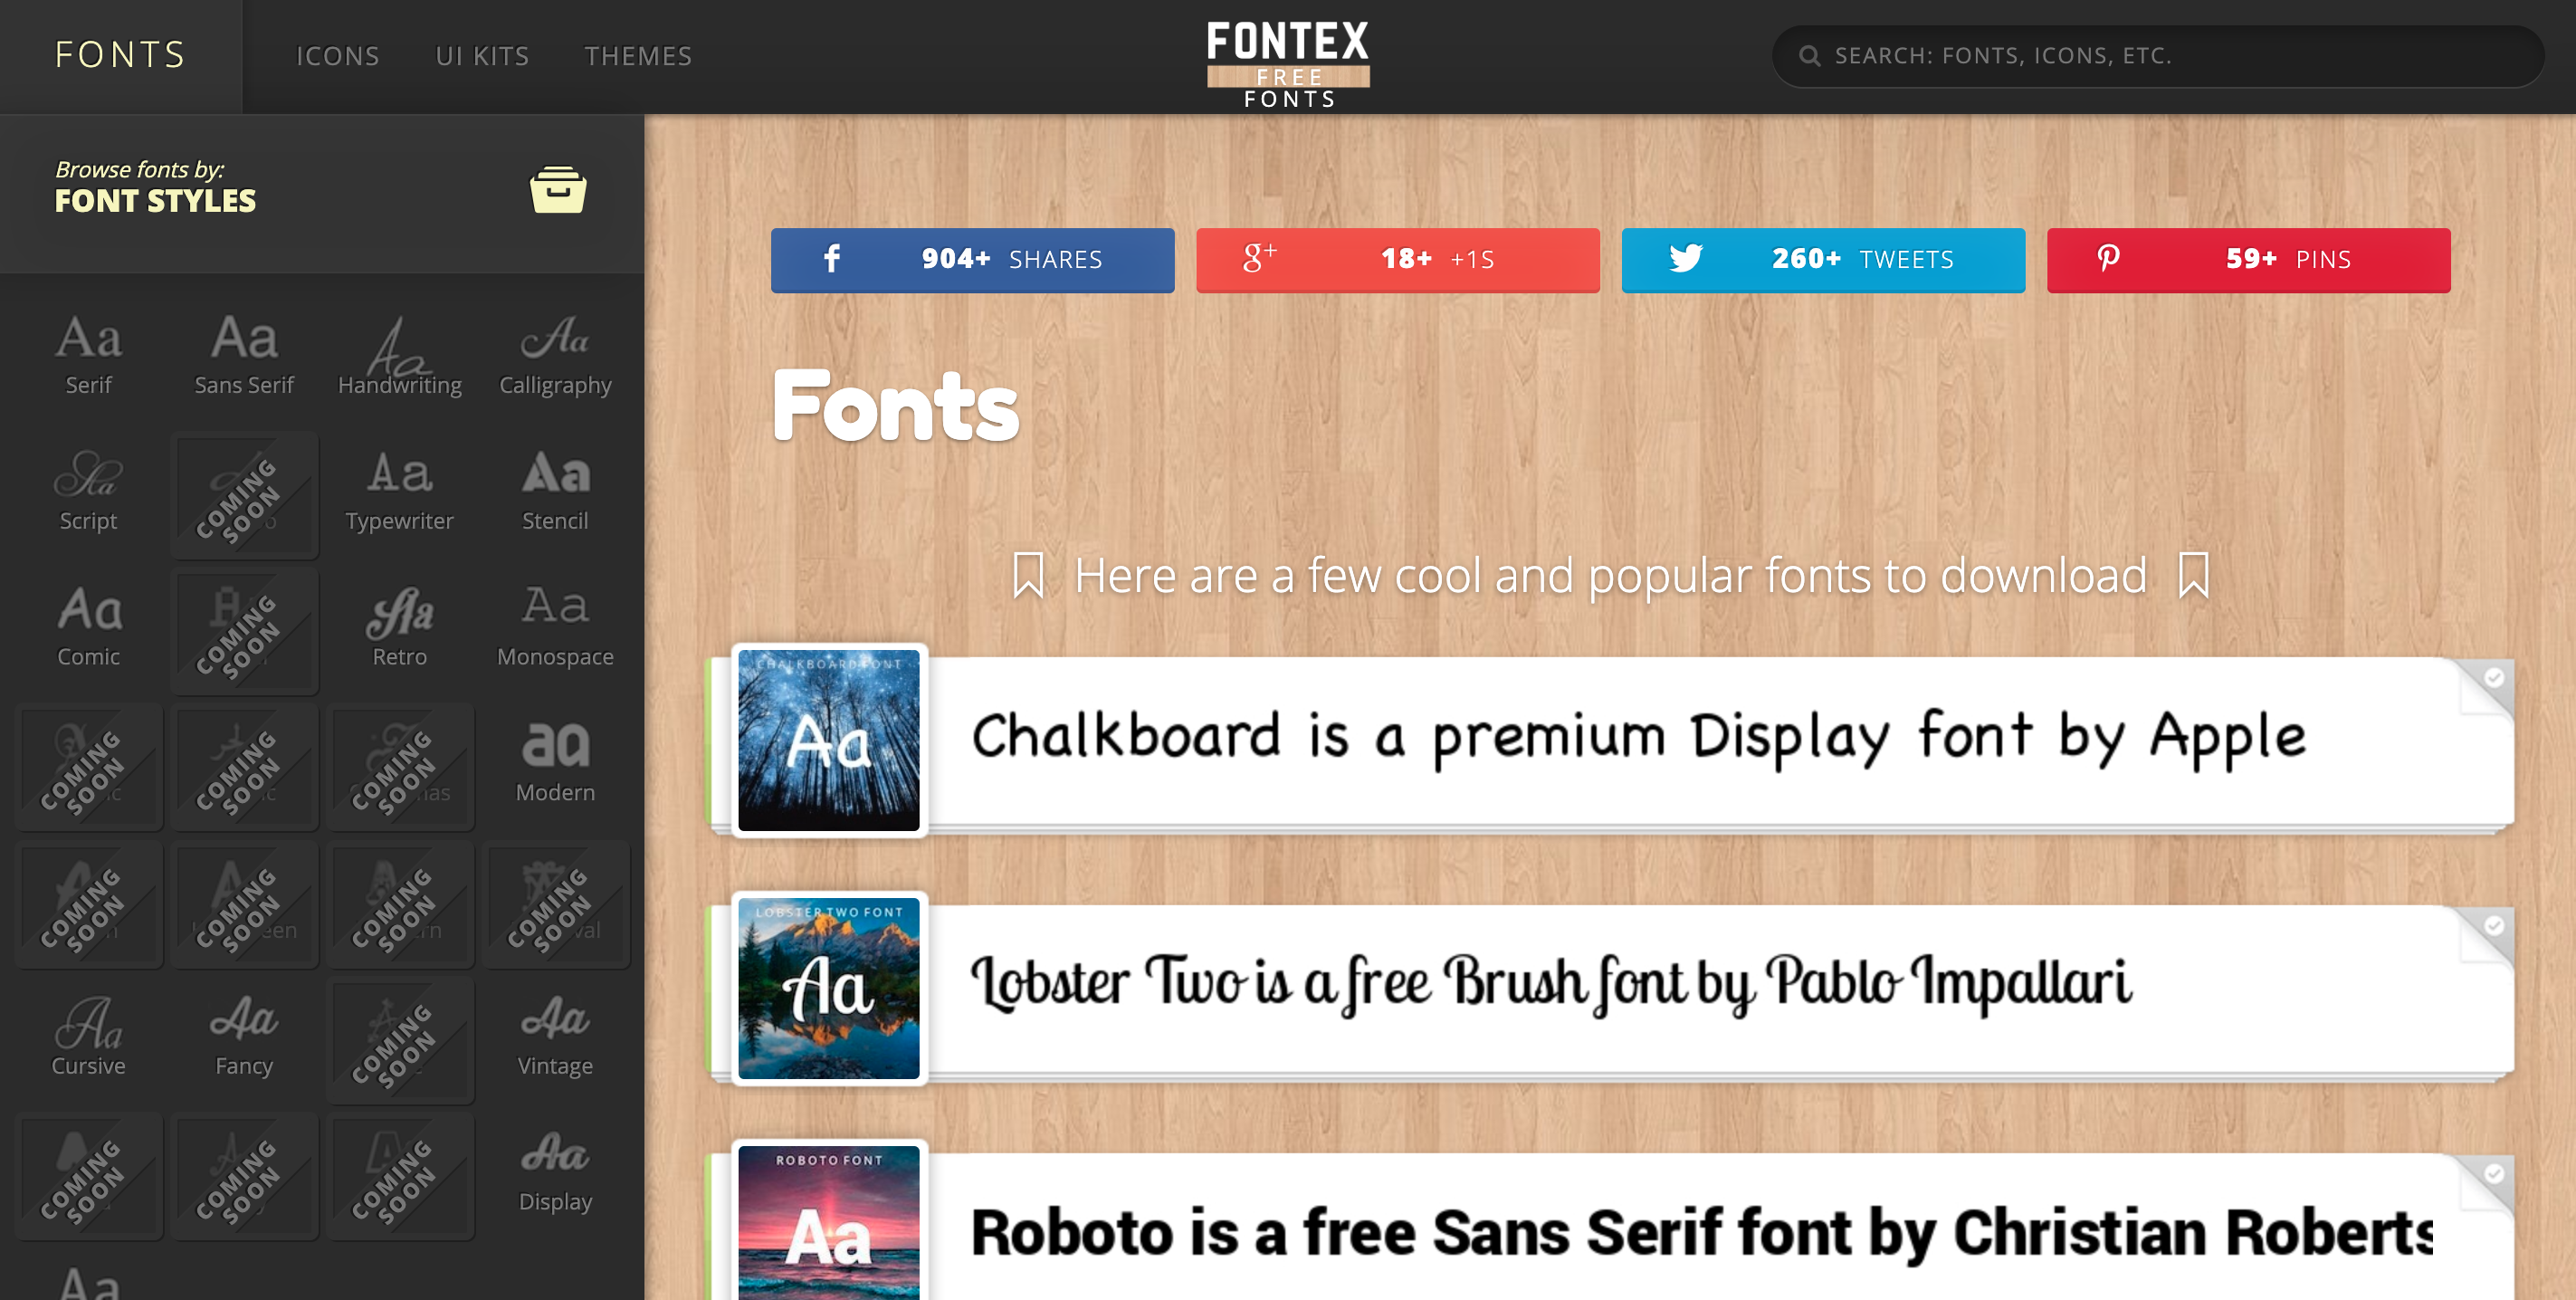 FONTS
ICONS
UI KITS
THEMES
FONTEX
FREE
FONTS
SEARCH: FONTS, ICONS, ETC.
Browse fonts by:
FONT STYLES
904+ SHARES
g+ 18+ +1S
260+ TWEETS
59+ PINS
Aa Aa Aa Aa
Serif Sans Serif Handwriting Calligraphy
Aa COMING SOON Aa Aa
Script Typewriter Stencil
Aa COMING SOON Aa Aa
Comic Retro Monospace
COMING SOON COMING SOON COMING SOON aa
Modern
COMING SOON COMING SOON COMING SOON COMING SOON
Aa Aa COMING SOON Aa
Cursive Fancy Vintage
COMING SOON COMING SOON COMING SOON Aa
Display
Aa
Fonts
Here are a few cool and popular fonts to download
CHALKBOARD FONT
Aa
Chalkboard is a premium Display font by Apple
LOBSTER TWO FONT
Aa
Lobster Two is a free Brush font by Pablo Impallari
ROBOTO FONT
Aa
Roboto is a free Sans Serif font by Christian Roberts